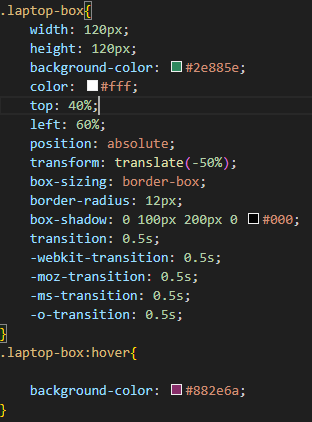 .laptop-box{
width: 120px;
height: 120px;
background-color: #2e885e;
color: #fff;
top: 40%;
left: 60%;
position: absolute;
transform: translate(-50%);
box-sizing: border-box;
border-radius: 12px;
box-shadow: 0 100px 200px 0 #000;
transition: 0.5s;
-webkit-transition: 0.5s;
-moz-transition: 0.5s;
-ms-transition: 0.5s;
-o-transition: 0.5s;
}
.laptop-box:hover{
background-color: #882e6a;
}